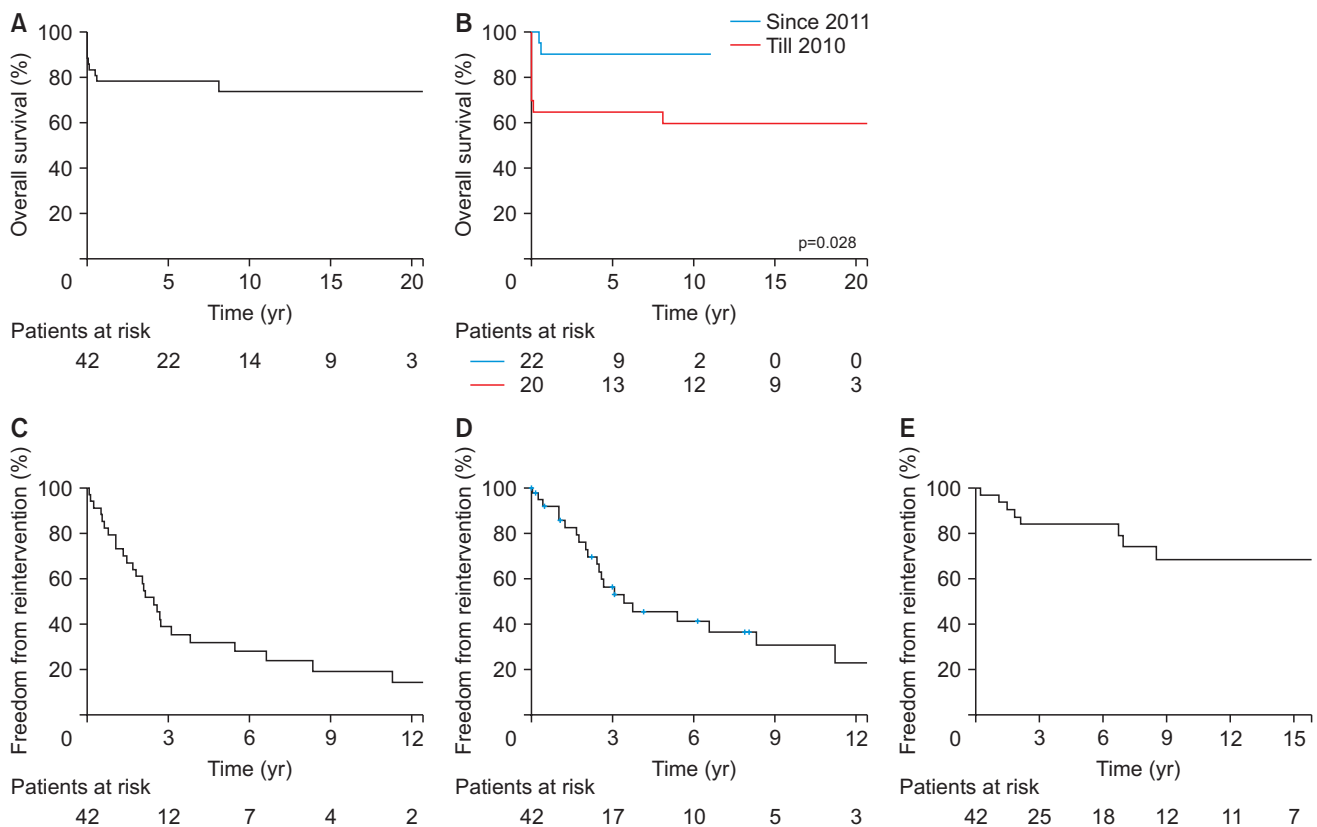 A
Overall survival (%)
100
80
60
40
20
0
5
10
15
20
Time (yr)
Patients at risk
42 22 14 9 3
B
Since 2011
Till 2010
Overall survival (%)
100
80
60
40
20
p=0.028
0
5
10
15
20
Time (yr)
Patients at risk
22 9 2 0 0
20 13 12 9 3
C
Freedom from reintervention (%)
100
80
60
40
20
0
3
6
9
12
Time (yr)
Patients at risk
42 12 7 4 2
D
Freedom from reintervention (%)
100
80
60
40
20
0
3
6
9
12
Time (yr)
Patients at risk
42 17 10 5 3
E
Freedom from reintervention (%)
100
80
60
40
20
0
3
6
9
12
15
Time (yr)
Patients at risk
42 25 18 12 11 7